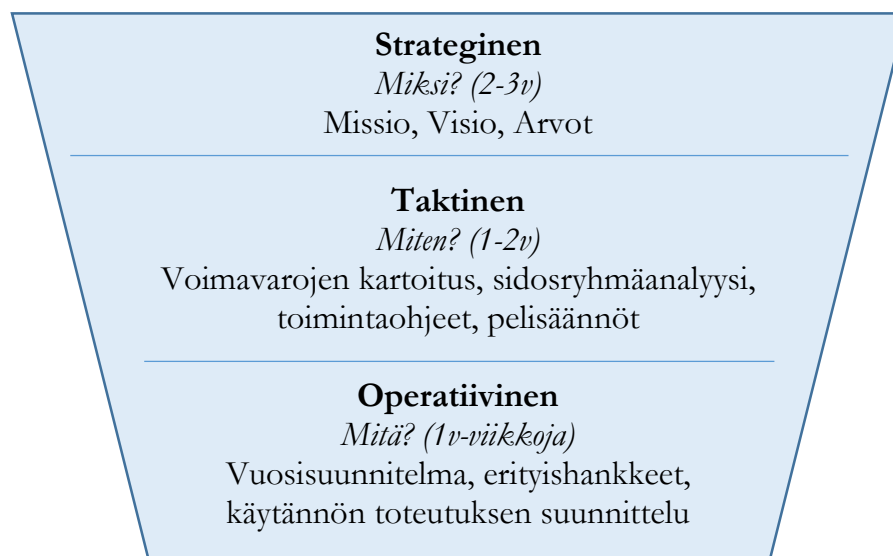 Strateginen
Miksi? (2-3v)
Missio, Visio, Arvot
Taktinen
Miten? (1-2v)
Voimavarojen kartoitus, sidosryhmäanalyysi,
toimintaohjeet, pelisäännöt
Operatiivinen
Mitä? (1v-viikkoja)
Vuosisuunnitelma, erityishankkeet,
käytännön toteutuksen suunnittelu